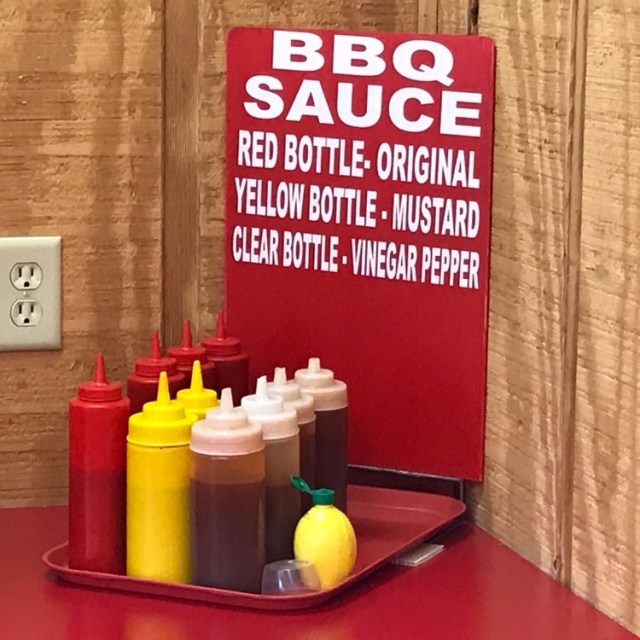 BBQ
SAUCE
RED BOTTLE- ORIGINAL
YELLOW BOTTLE - MUSTARD
CLEAR BOTTLE - VINEGAR PEPPER